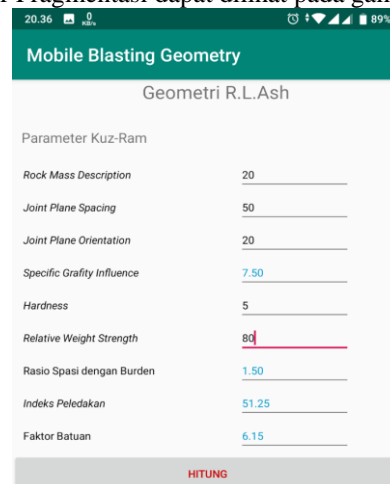 r Fragmentasi dapat dilihat pada gam
20.36 0 KB/s 89%
Mobile Blasting Geometry
Geometri R.L.Ash
Parameter Kuz-Ram
Rock Mass Description 20
Joint Plane Spacing 50
Joint Plane Orientation 20
Specific Grafity Influence 7.50
Hardness 5
Relative Weight Strength 80
Rasio Spasi dengan Burden 1.50
Indeks Peledakan 51.25
Faktor Batuan 6.15
HITUNG